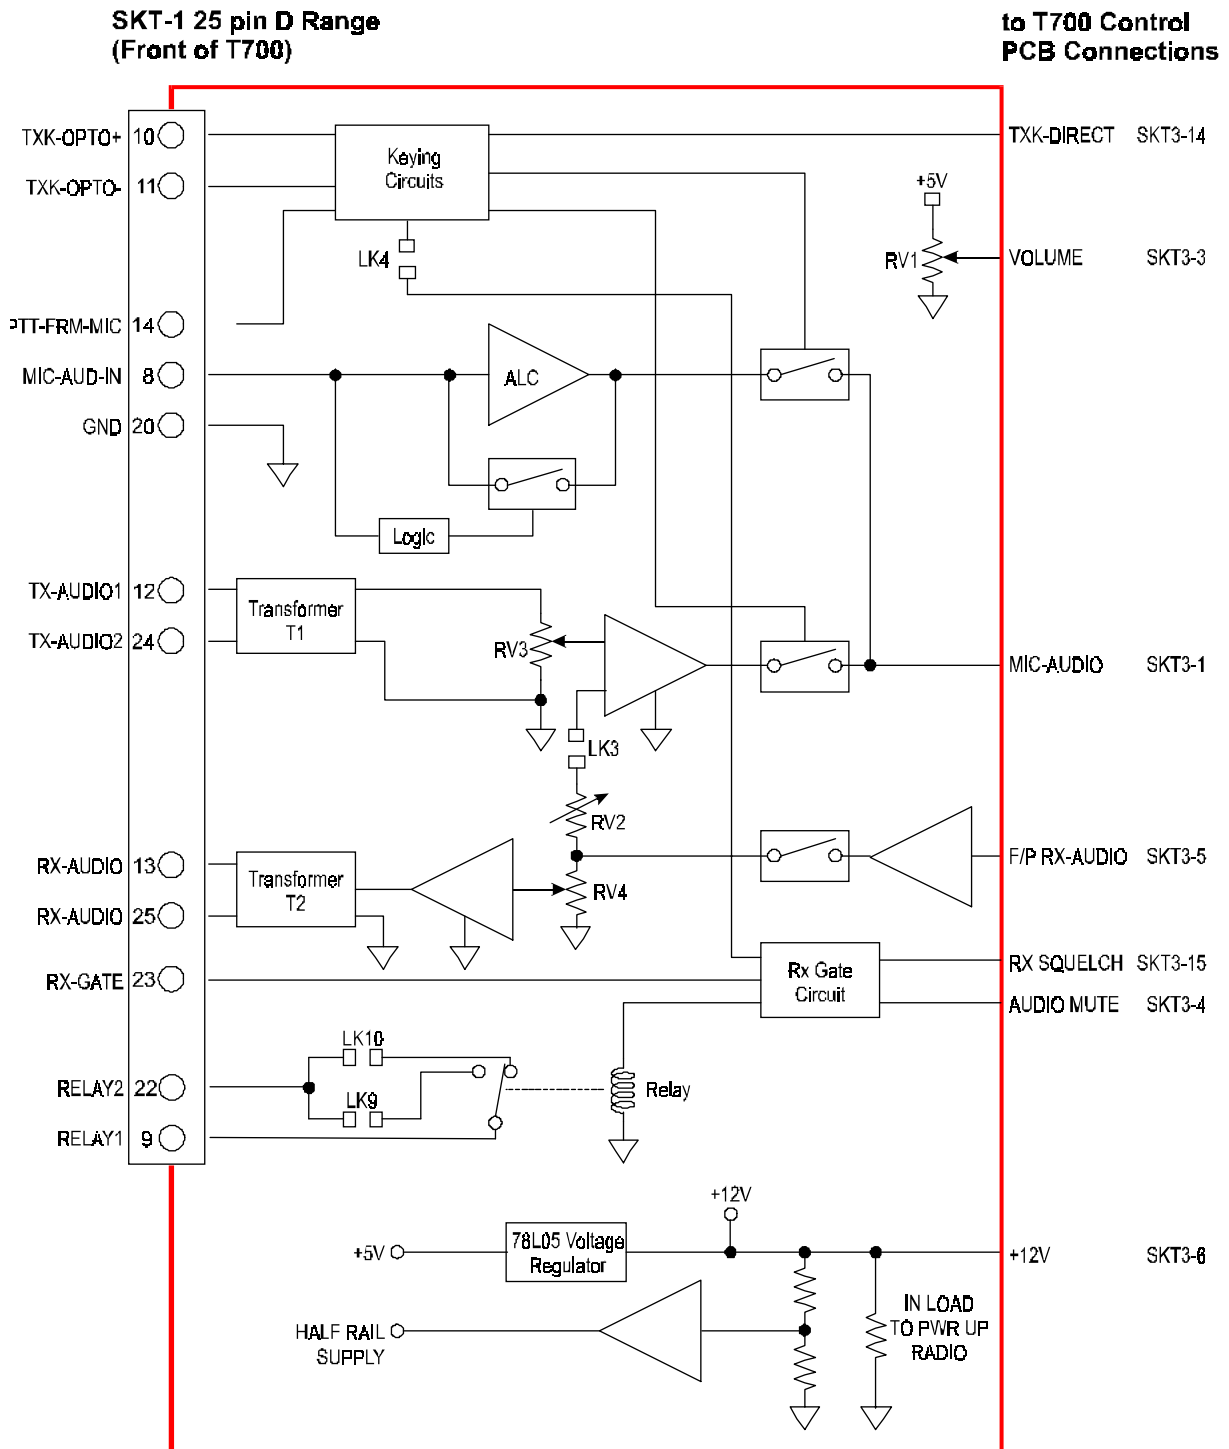 SKT-1 25 pin D Range
(Front of T700)
to T700 Control
PCB Connections
TXK-OPTO+ 10
TXK-DIRECT SKT3-14
Keying
Circuits
TXK-OPTO- 11
+5V
LK4
RV1
VOLUME SKT3-3
PTT-FRM-MIC 14
MIC-AUD-IN 8
ALC
GND 20
Logic
TX-AUDIO1 12
Transformer
T1
TX-AUDIO2 24
RV3
MIC-AUDIO SKT3-1
LK3
RV2
RX-AUDIO 13
F/P RX-AUDIO SKT3-5
Transformer
T2
RV4
RX-AUDIO 25
RX-GATE 23
Rx Gate
Circuit
RX SQUELCH SKT3-15
AUDIO MUTE SKT3-4
LK10
RELAY2 22
LK9
Relay
RELAY1 9
+12V
+5V
78L05 Voltage
Regulator
+12V SKT3-6
HALF RAIL
SUPPLY
IN LOAD
TO PWR UP
RADIO